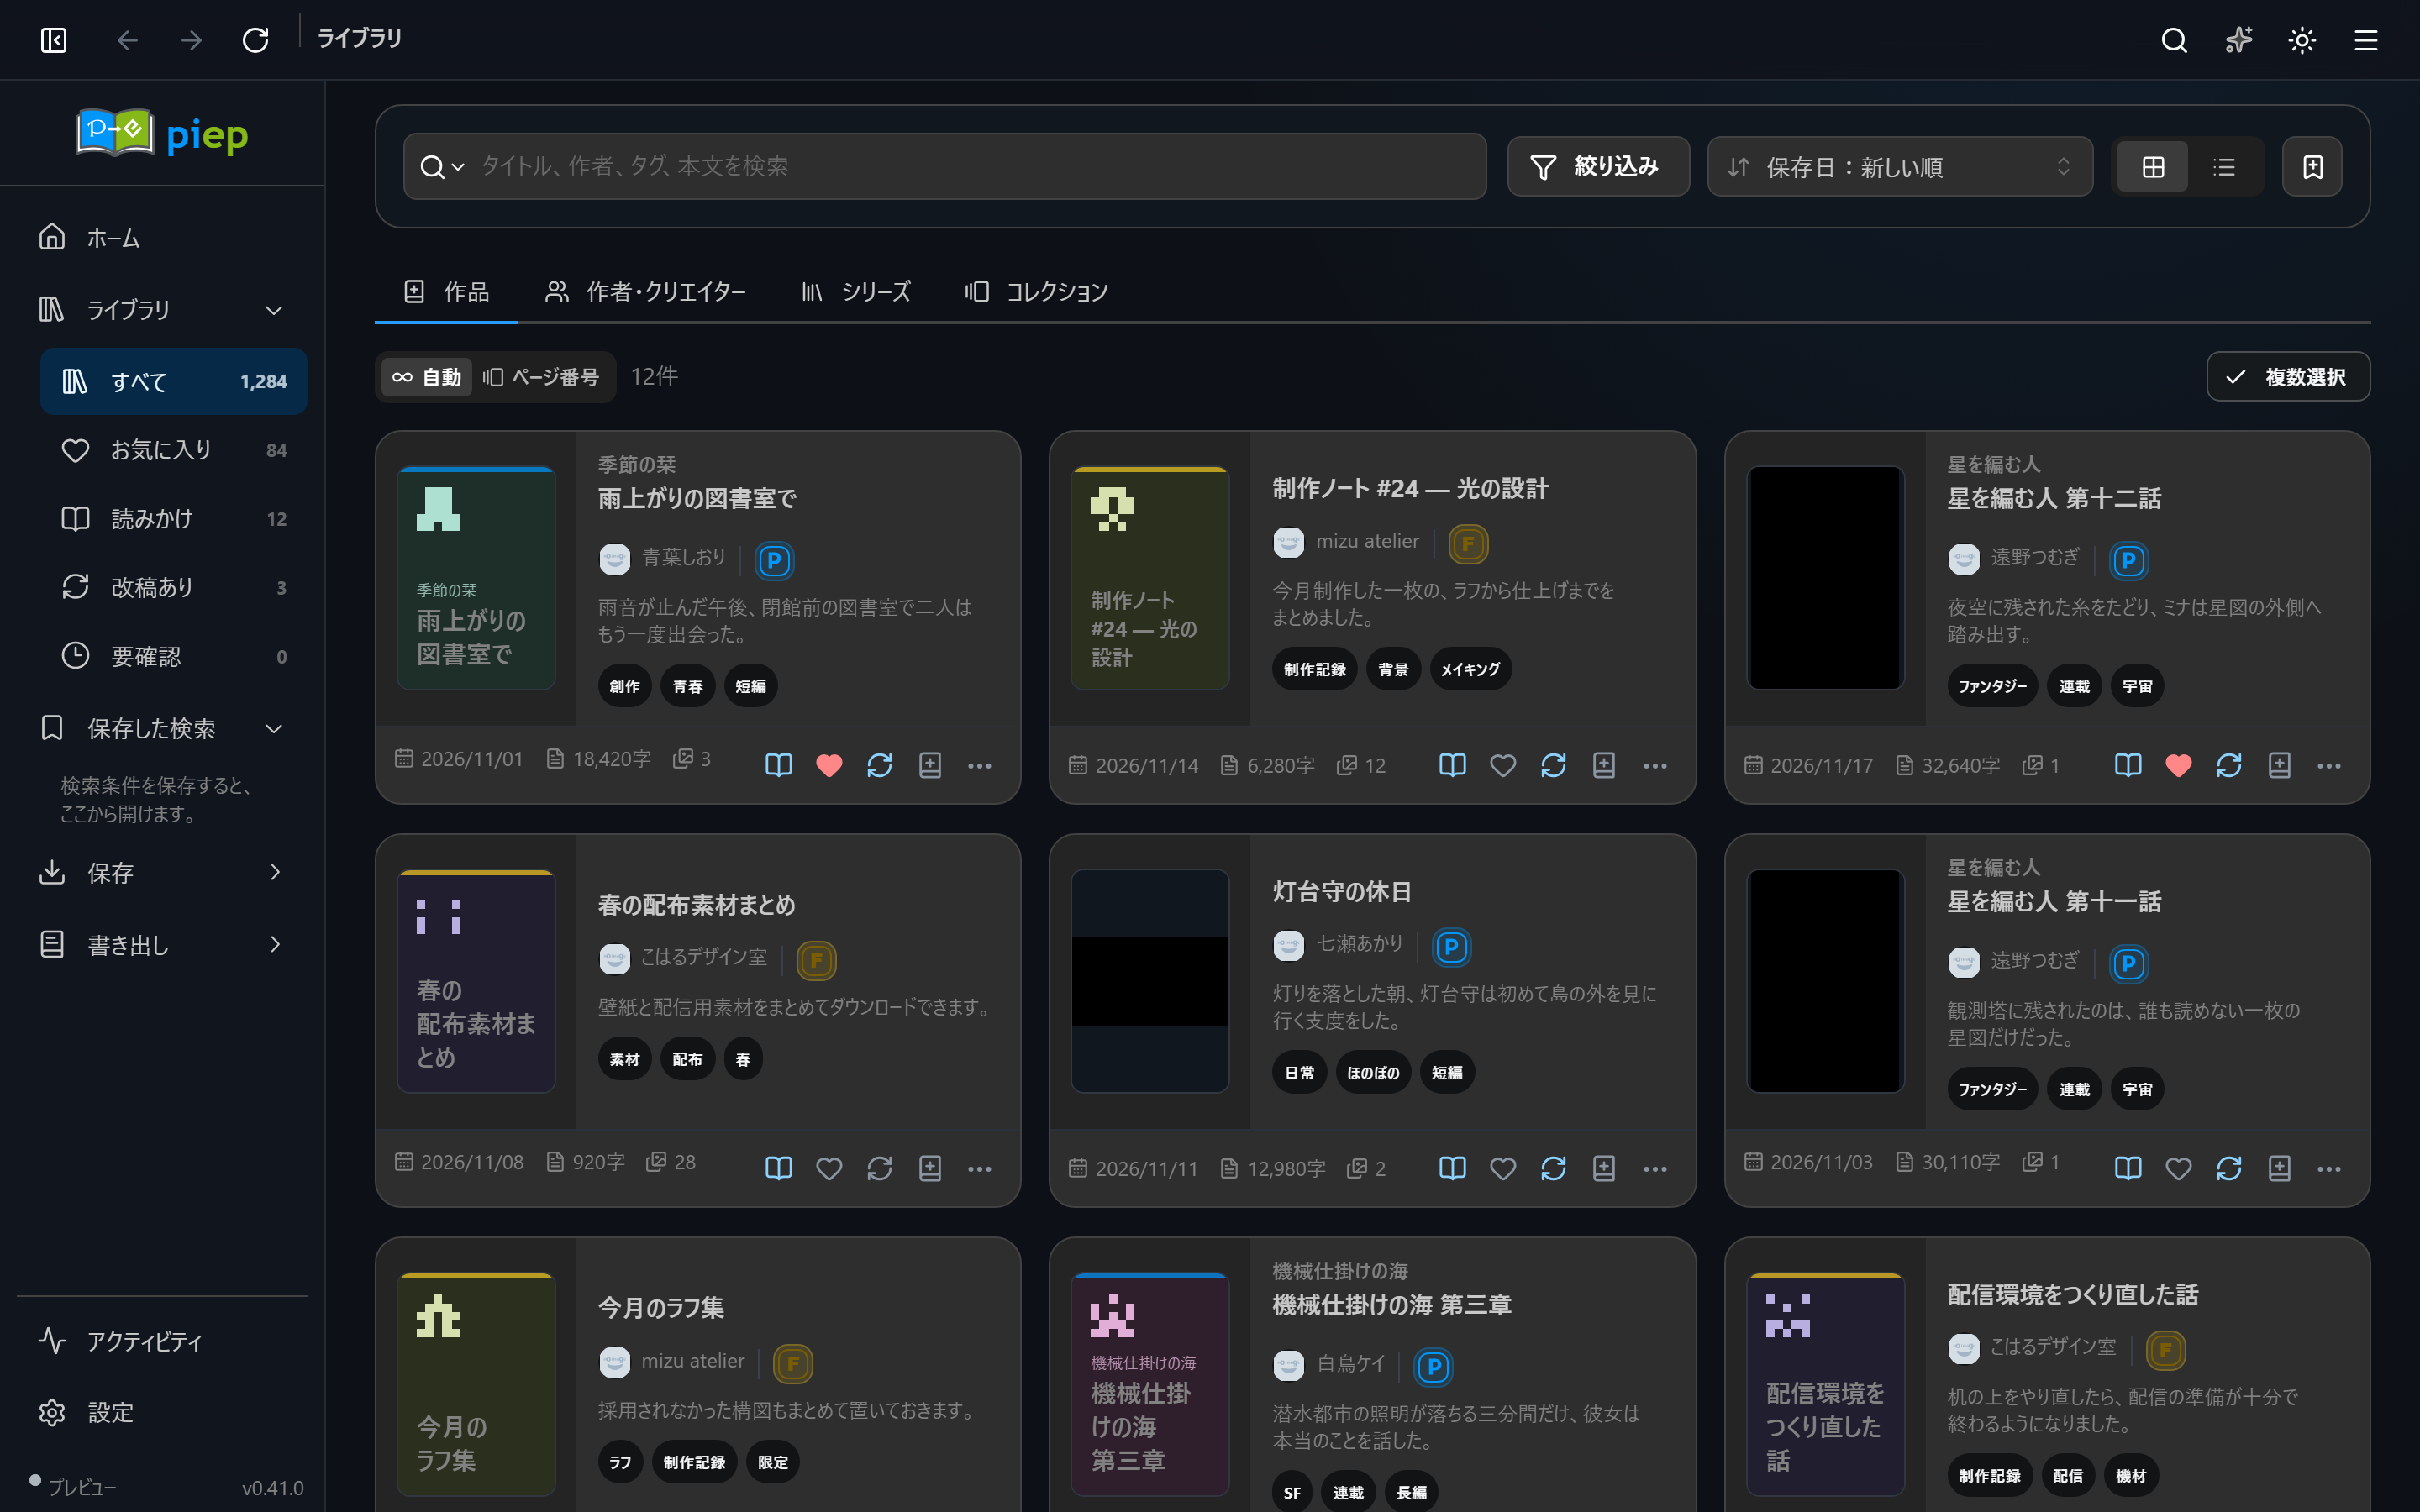 ライブラリ
P→e piep
ホーム
ライブラリ
すべて 1,284
お気に入り 84
読みかけ 12
改稿あり 3
要確認 0
保存した検索
検索条件を保存すると、
ここから開けます。
保存
書き出し
アクティビティ
設定
プレビュー v0.41.0
タイトル、作者、タグ、本文を検索
絞り込み
保存日：新しい順
作品
作者・クリエイター
シリーズ
コレクション
自動
ページ番号
12件
複数選択
季節の栞
雨上がりの
図書室で
季節の栞
雨上がりの図書室で
青葉しおり P
雨音が止んだ午後、閉館前の図書室で二人は
もう一度出会った。
創作 青春 短編
2026/11/01 18,420字 3
制作ノート
#24 — 光の
設計
制作ノート #24 — 光の設計
mizu atelier F
今月制作した一枚の、ラフから仕上げまでを
まとめました。
制作記録 背景 メイキング
2026/11/14 6,280字 12
星を編む人
星を編む人 第十二話
遠野つむぎ P
夜空に残された糸をたどり、ミナは星図の外側へ
踏み出す。
ファンタジー 連載 宇宙
2026/11/17 32,640字 1
春の
配布素材ま
とめ
春の配布素材まとめ
こはるデザイン室 F
壁紙と配信用素材をまとめてダウンロードできます。
素材 配布 春
2026/11/08 920字 28
灯台守の休日
七瀬あかり P
灯りを落とした朝、灯台守は初めて島の外を見に
行く支度をした。
日常 ほのぼの 短編
2026/11/11 12,980字 2
星を編む人
星を編む人 第十一話
遠野つむぎ P
観測塔に残されたのは、誰も読めない一枚の
星図だけだった。
ファンタジー 連載 宇宙
2026/11/03 30,110字 1
今月の
ラフ集
今月のラフ集
mizu atelier F
採用されなかった構図もまとめて置いておきます。
ラフ 制作記録 限定
機械仕掛けの海
機械仕掛
けの海
第三章
機械仕掛けの海
機械仕掛けの海 第三章
白鳥ケイ P
潜水都市の照明が落ちる三分間だけ、彼女は
本当のことを話した。
SF 連載 長編
配信環境を
つくり直した
話
配信環境をつくり直した話
こはるデザイン室 F
机の上をやり直したら、配信の準備が十分で
終わるようになりました。
制作記録 配信 機材